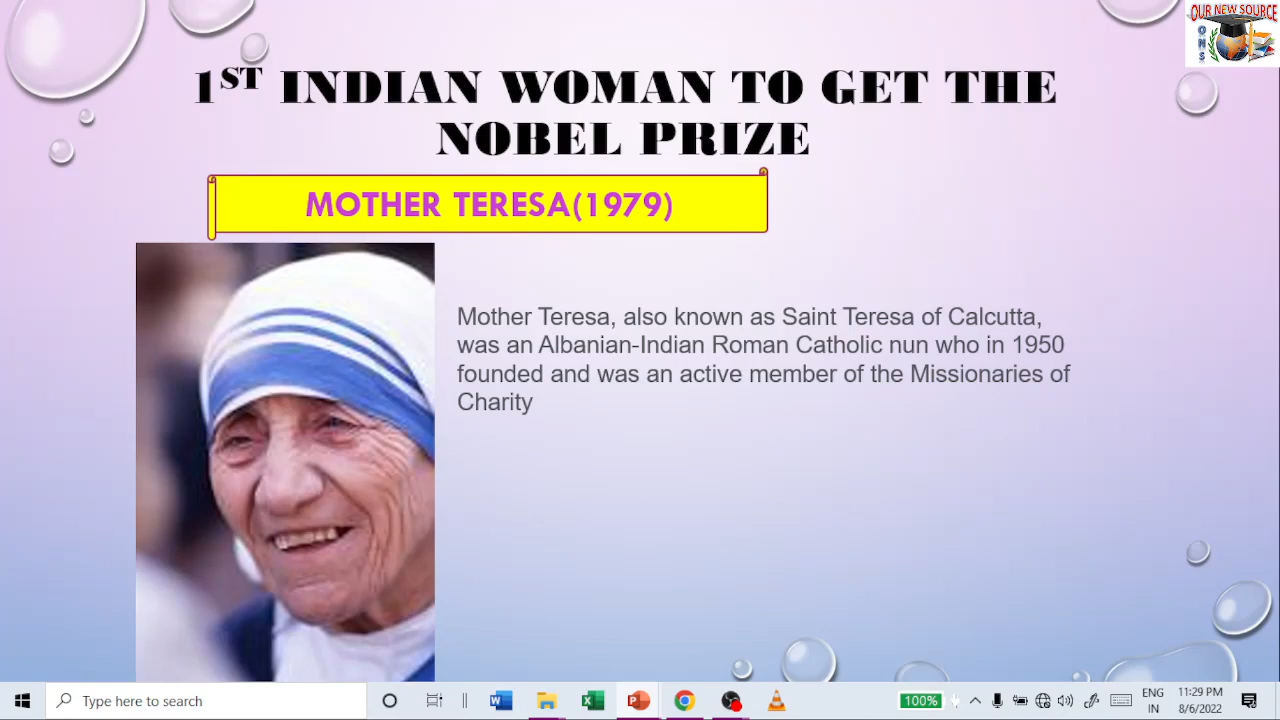 OUR NEW SOURCE
ONS
1ST INDIAN WOMAN TO GET THE
NOBEL PRIZE
MOTHER TERESA(1979)
Mother Teresa, also known as Saint Teresa of Calcutta,
was an Albanian-Indian Roman Catholic nun who in 1950
founded and was an active member of the Missionaries of
Charity
Type here to search
100%
ENG
IN
11:29 PM
8/6/2022